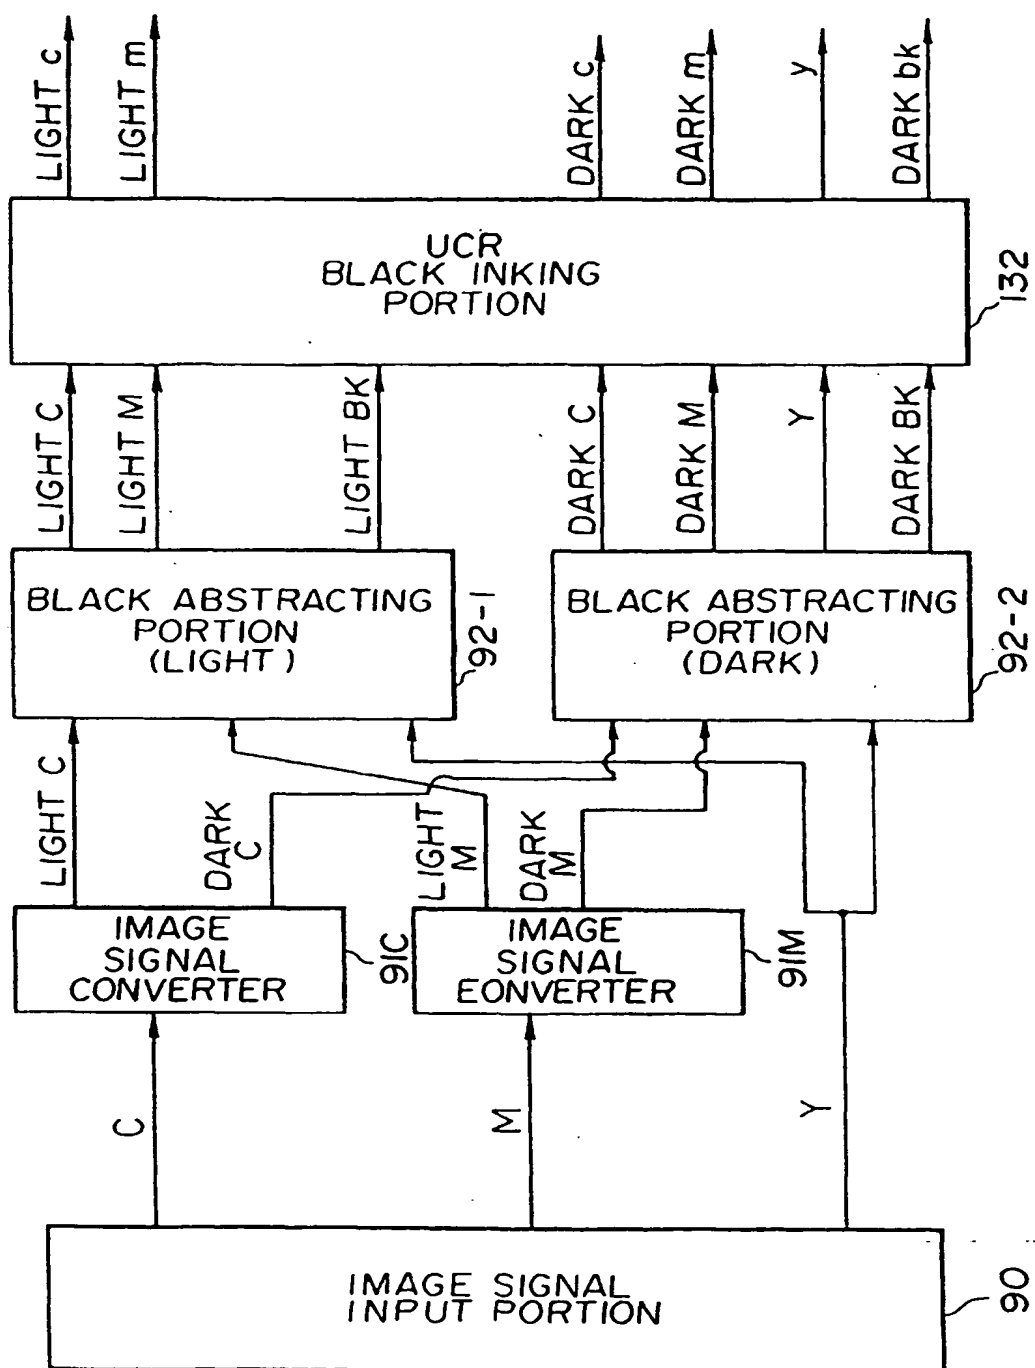 LIGHT c
LIGHT m
DARK c
DARK m
y
DARK bk
UCR
BLACK INKING
PORTION
132
LIGHT C
LIGHT M
LIGHT BK
DARK C
DARK M
Y
DARK BK
BLACK ABSTRACTING
PORTION
(LIGHT)
92-1
BLACK ABSTRACTING
PORTION
(DARK)
92-2
LIGHT C
DARK
C
LIGHT
M
DARK
M
IMAGE
SIGNAL
CONVERTER
91C
IMAGE
SIGNAL
EONVERTER
91M
C
M
Y
IMAGE SIGNAL
INPUT PORTION
90